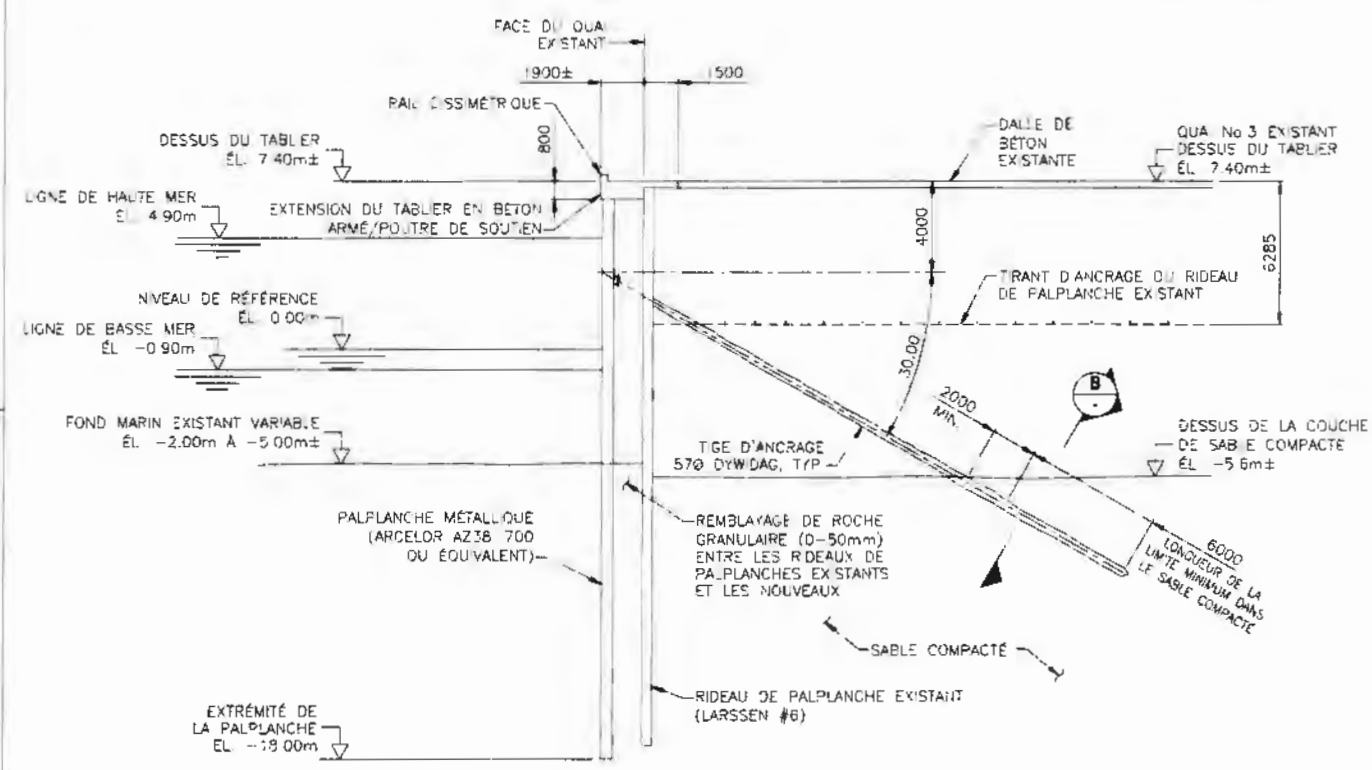 FACE DU QUA
EXISTANT
1900±
1500
RAIL DISSIMÉTRIQUE
800
DESSUS DU TABLIER
ÉL. 7.40m±
DALLE DE
BÉTON
EXISTANTE
QUA No 3 EXISTANT
DESSUS DU TABLIER
ÉL 7.40m±
LIGNE DE HAUTE MER
ÉL 4.90m
EXTENSION DU TABLIER EN BÉTON
ARMÉ/POUTRE DE SOUTIEN
4000
6285
TIRANT D'ANCRAGE DU RIDEAU
DE PALPLANCHE EXISTANT
NIVEAU DE RÉFÉRENCE
ÉL 0.00m
LIGNE DE BASSE MER
ÉL -0.90m
30.00
B
-
2000
MIN.
FOND MARIN EXISTANT VARIABLE
ÉL -2.00m À -5.00m±
TIGE D'ANCRAGE
570 DYWIDAG, TYP
DESSUS DE LA COUCHE
DE SABLE COMPACTÉ
ÉL -5.6m±
PALPLANCHE MÉTALLIQUE
(ARCELOR AZ38 700
OU ÉQUIVALENT)
REMBLAYAGE DE ROCHE
GRANULAIRE (0-50mm)
ENTRE LES RIDEAUX DE
PALPLANCHES EXISTANTS
ET LES NOUVEAUX
6000
LONGUEUR DE LA
LIMITE MINIMUM DANS
LE SABLE COMPACTÉ
SABLE COMPACTÉ
RIDEAU DE PALPLANCHE EXISTANT
(LARSSEN #6)
EXTRÉMITÉ DE
LA PALPLANCHE
EL. -18.00m